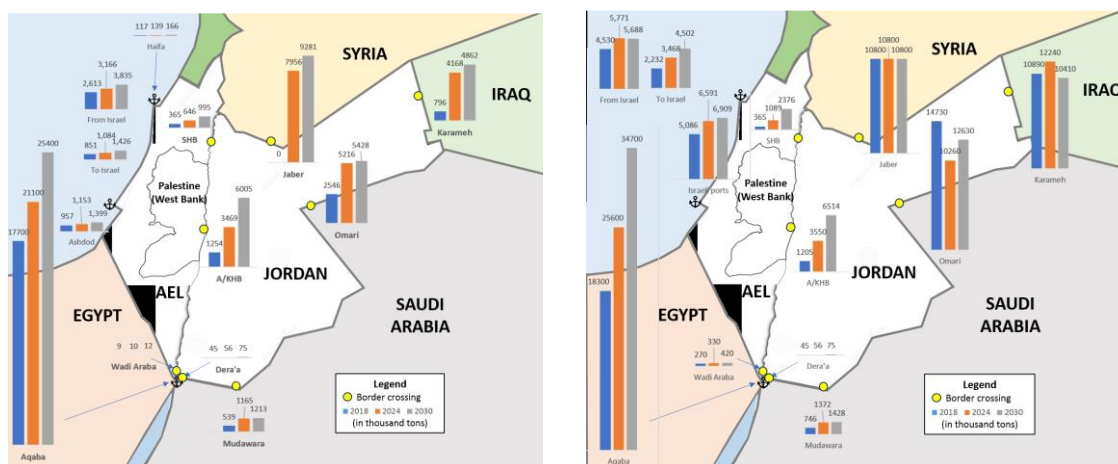 117 139 166
Haifa
3,166
2,613 3,835
From Israel
1,084
851 1,426
To Israel
1,153
957 1,399
Ashdod
25400
21100
17700
Aqaba
365 646 995
SHB
SYRIA
9281
7956
0
Jaber
4862
4168
796
Karameh
IRAQ
5216 5428
2546
Omari
Palestine
(West Bank)
6005
3469
1254
A/KHB
JORDAN
AEL
EGYPT
SAUDI
ARABIA
9 10 12
Wadi Araba
45 56 75
Dera'a
1165
539 1213
Mudawara
Legend
Border crossing
2018 2024 2030
(in thousand tons)
5,771
4,530 5,688
From Israel
4,502
3,468
2,232
To Israel
6,591
5,086 6,909
Israel ports
34700
25600
18300
Aqaba
2376
1089
365
SHB
SYRIA
10800
10800 10800
Jaber
12240
10890 10410
Karameh
IRAQ
14730
12630
10260
Omari
Palestine
(West Bank)
6514
3550
1205
A/KHB
JORDAN
AEL
EGYPT
SAUDI
ARABIA
330
270 420
Wadi Araba
45 56 75
Dera'a
1372
746 1428
Mudawara
Legend
Border crossing
2018 2024 2030
(in thousand tons)